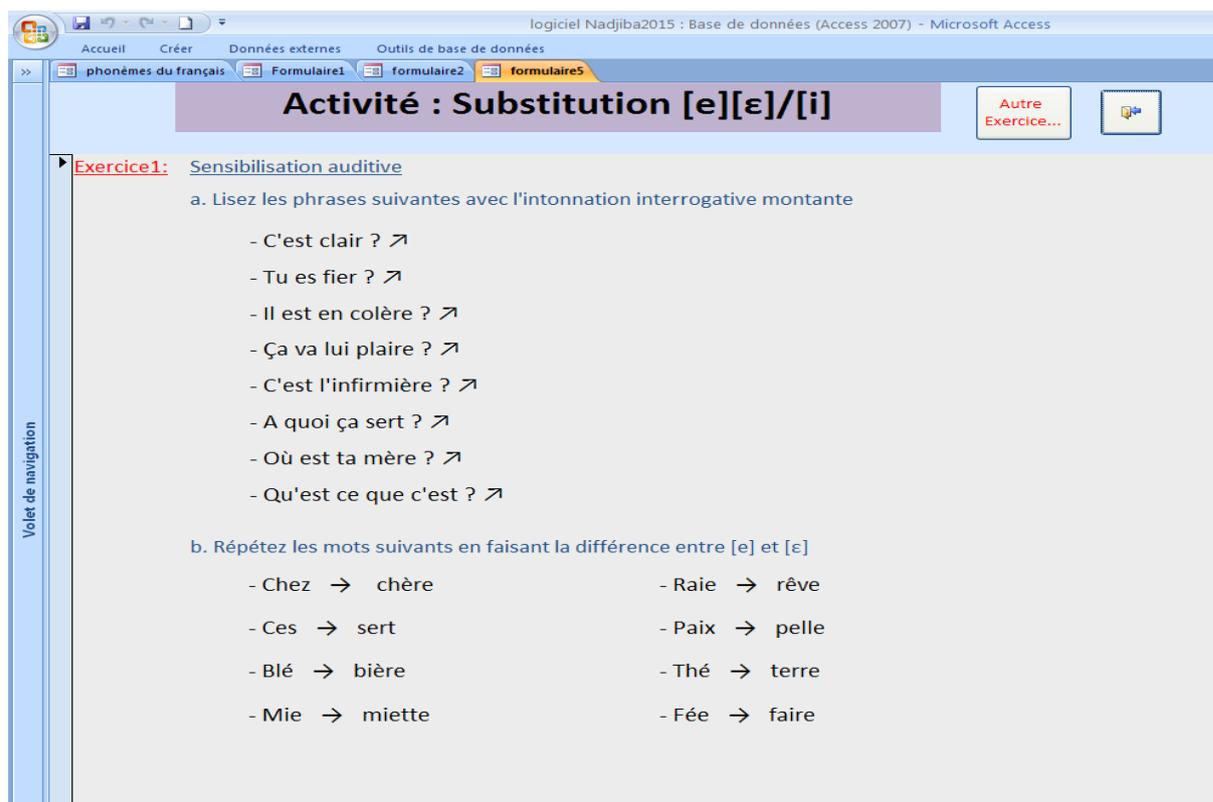 logiciel Nadjiba2015 : Base de données (Access 2007) - Microsoft Access
Accueil Créer Données externes Outils de base de données
» phonèmes du français Formulaire1 formulaire2 formulaire5
Activité : Substitution [e][ε]/[i]
Autre
Exercice...
Exercice1: Sensibilisation auditive
a. Lisez les phrases suivantes avec l'intonnation interrogative montante
- C'est clair ? ↗
- Tu es fier ? ↗
- Il est en colère ? ↗
- Ça va lui plaire ? ↗
- C'est l'infirmière ? ↗
- A quoi ça sert ? ↗
- Où est ta mère ? ↗
- Qu'est ce que c'est ? ↗
b. Répétez les mots suivants en faisant la différence entre [e] et [ε]
- Chez → chère - Raie → rêve
- Ces → sert - Paix → pelle
- Blé → bière - Thé → terre
- Mie → miette - Fée → faire
Volet de navigation